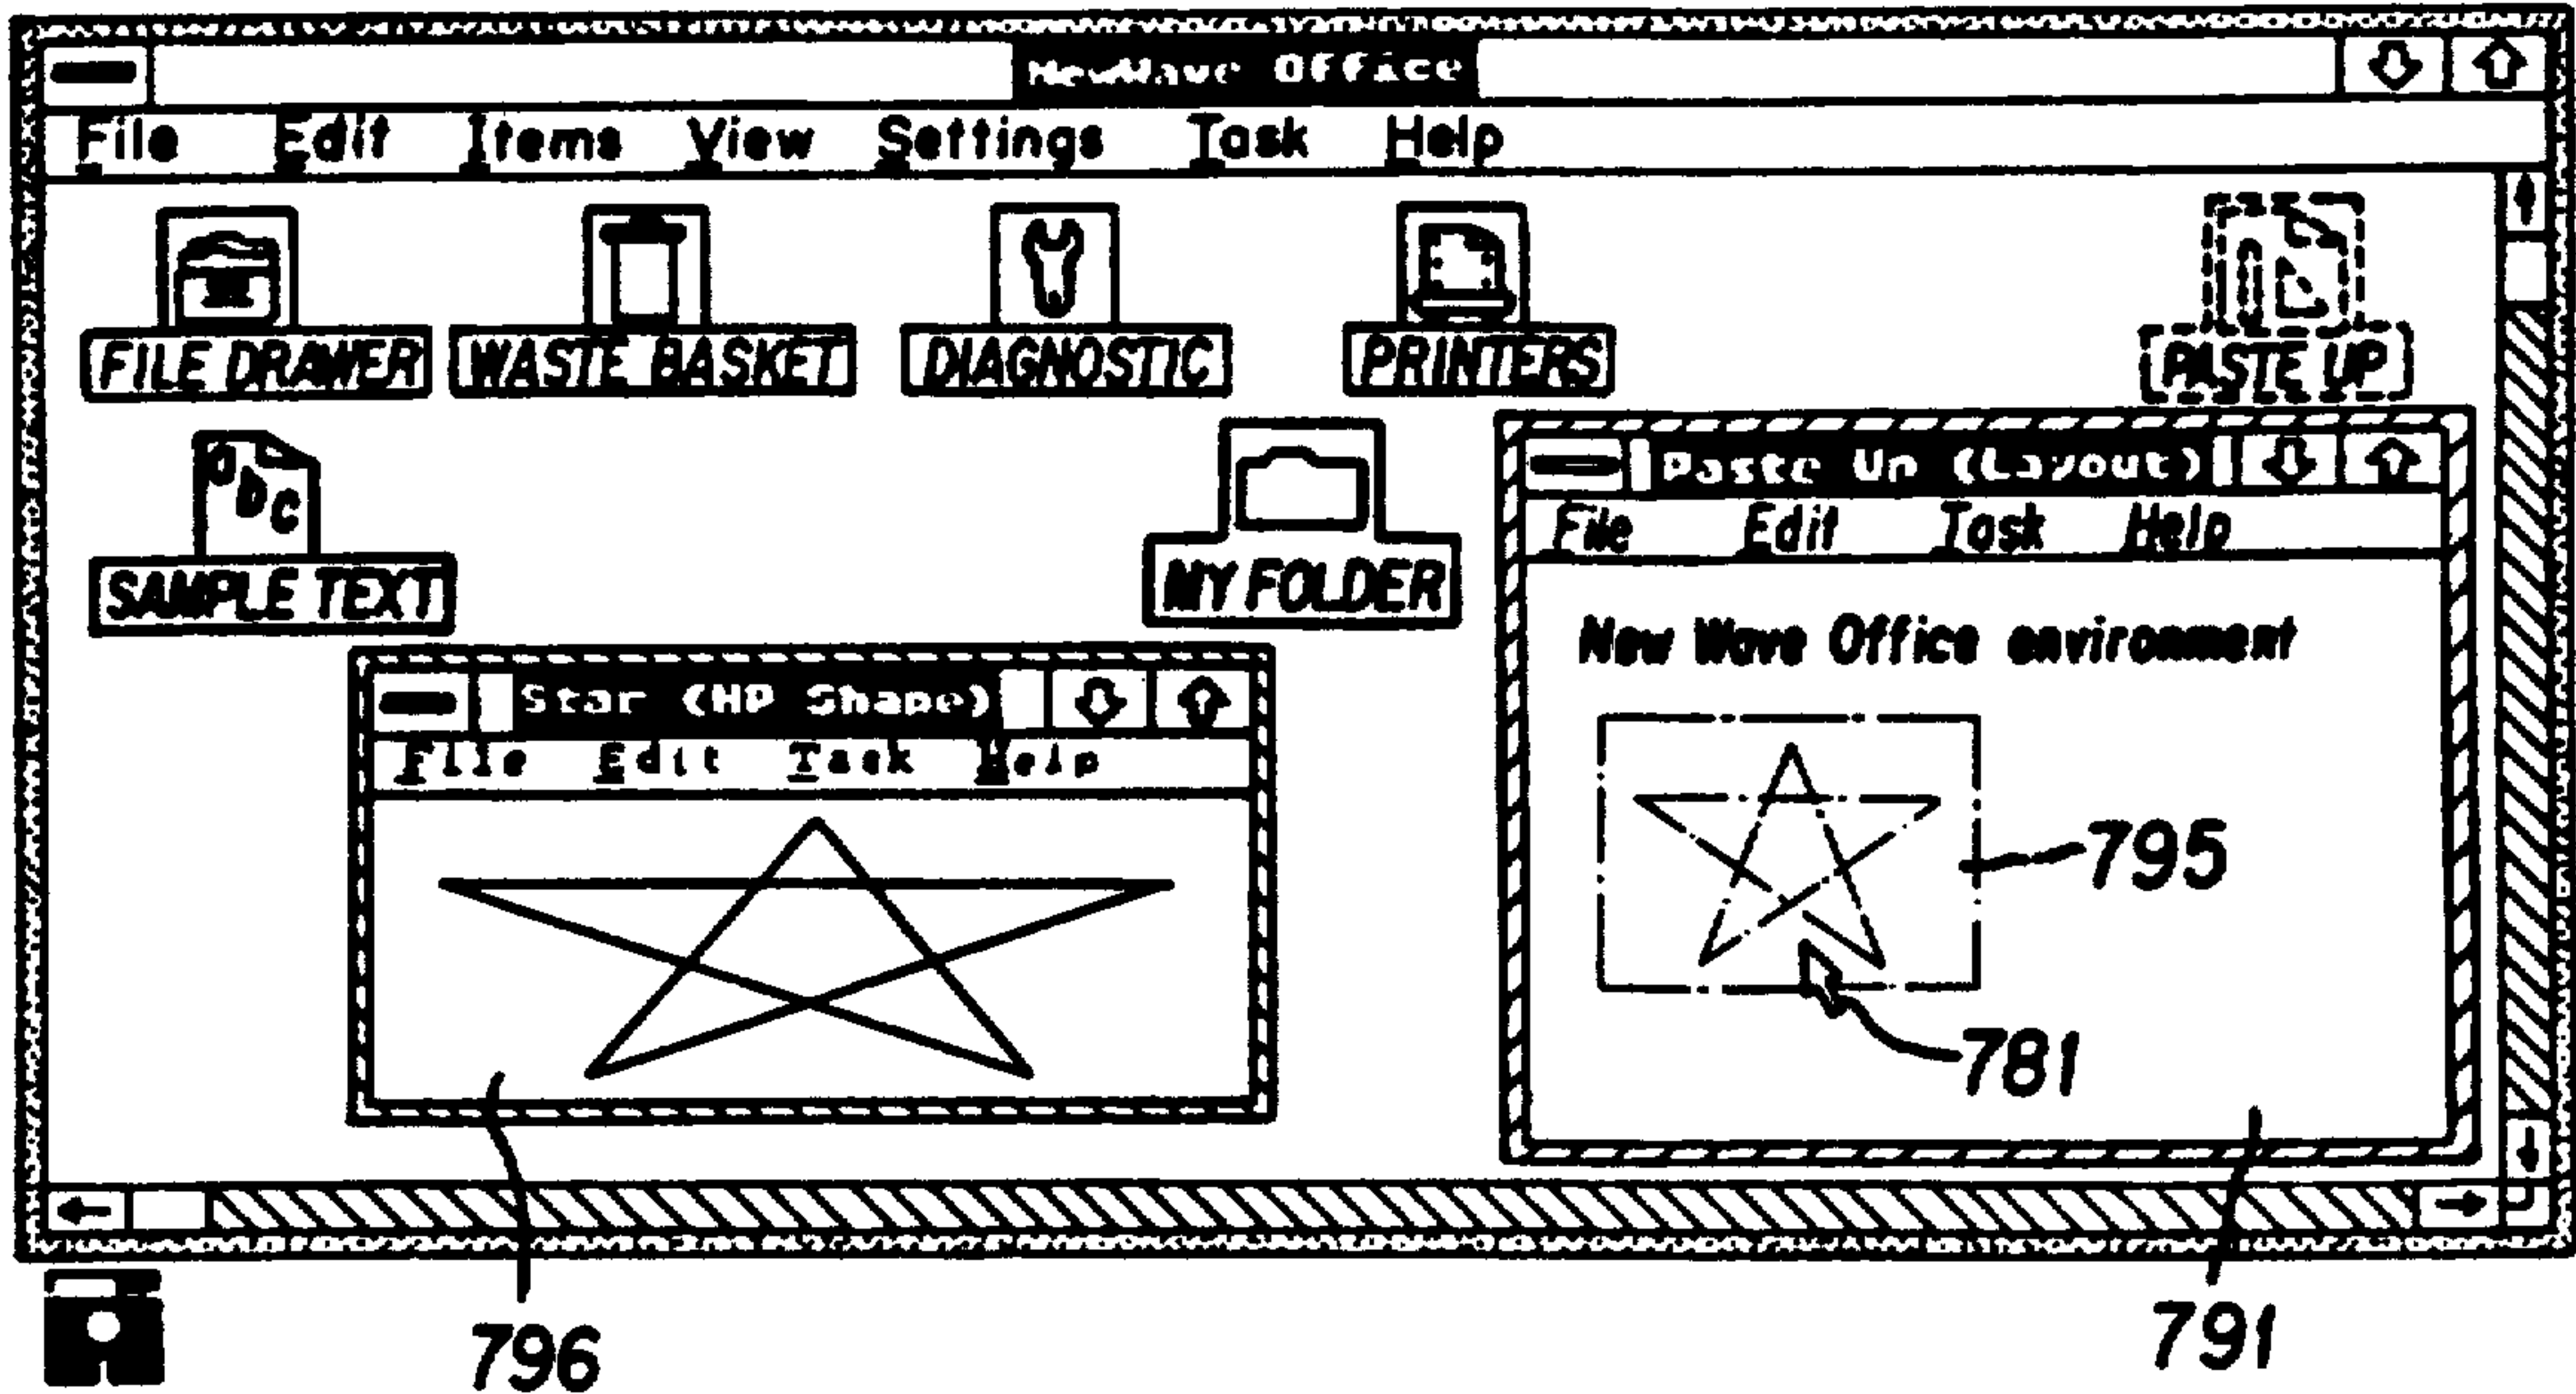 NewWave Office
File Edit Items View Settings Task Help
FILE DRAWER WASTE BASKET DIAGNOSTIC PRINTERS PASTE UP
abc
SAMPLE TEXT
MY FOLDER
Paste Up (Layout)
File Edit Task Help
New Wave Office environment
795
781
791
Star (HP Shape)
File Edit Task Help
796